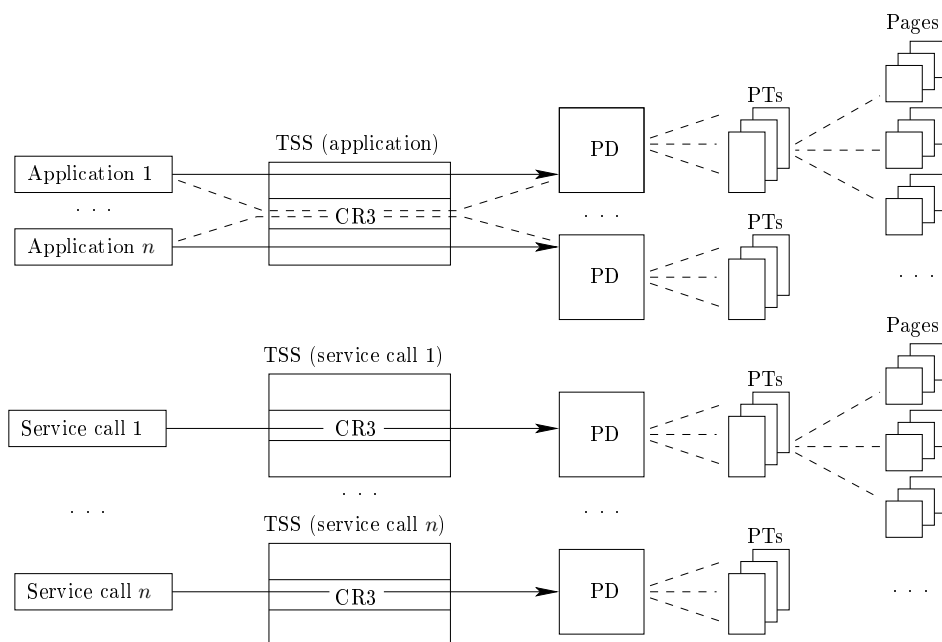 Pages
PTs
TSS (application)
PD
Application 1
. . .
CR3
. . .
PTs
Application n
PD
. . .
Pages
TSS (service call 1)
PTs
Service call 1
CR3
PD
. . .
. . .
. . .
TSS (service call n)
PTs
Service call n
CR3
PD
. . .